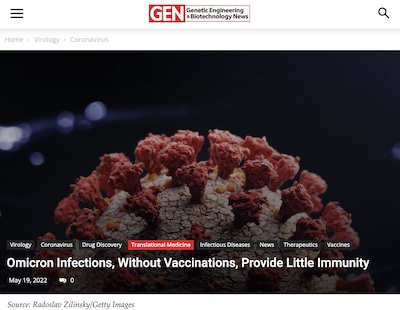 GEN Genetic Engineering
& Biotechnology News
Home › Virology › Coronavirus
Virology Coronavirus Drug Discovery Translational Medicine Infectious Diseases News Therapeutics Vaccines
Omicron Infections, Without Vaccinations, Provide Little Immunity
May 19, 2022 0
Source: Radoslav Zilinsky/Getty Images